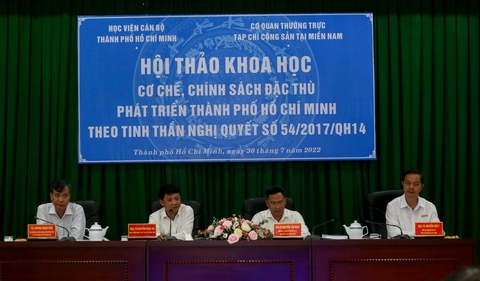 HỌC VIỆN CÁN BỘ
THÀNH PHỐ HỒ CHÍ MINH
CƠ QUAN THƯỜNG TRỰC
TẠP CHÍ CỘNG SẢN TẠI MIỀN NAM
HỘI THẢO KHOA HỌC
CƠ CHẾ, CHÍNH SÁCH ĐẶC THÙ
PHÁT TRIỂN THÀNH PHỐ HỒ CHÍ MINH
THEO TINH THẦN NGHỊ QUYẾT SỐ 54/2017/QH14
Thành phố Hồ Chí Minh, ngày 30 tháng 7 năm 2022